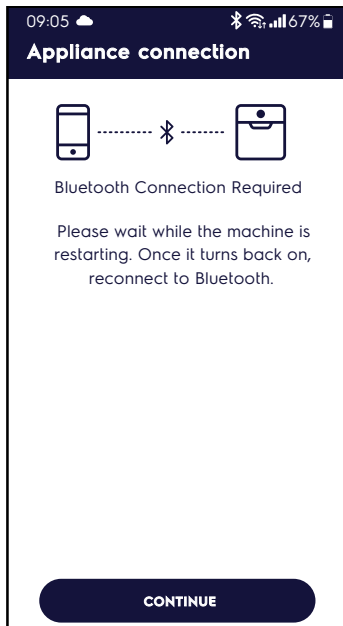 09:05 67%
Appliance connection
Bluetooth Connection Required
Please wait while the machine is
restarting. Once it turns back on,
reconnect to Bluetooth.
CONTINUE